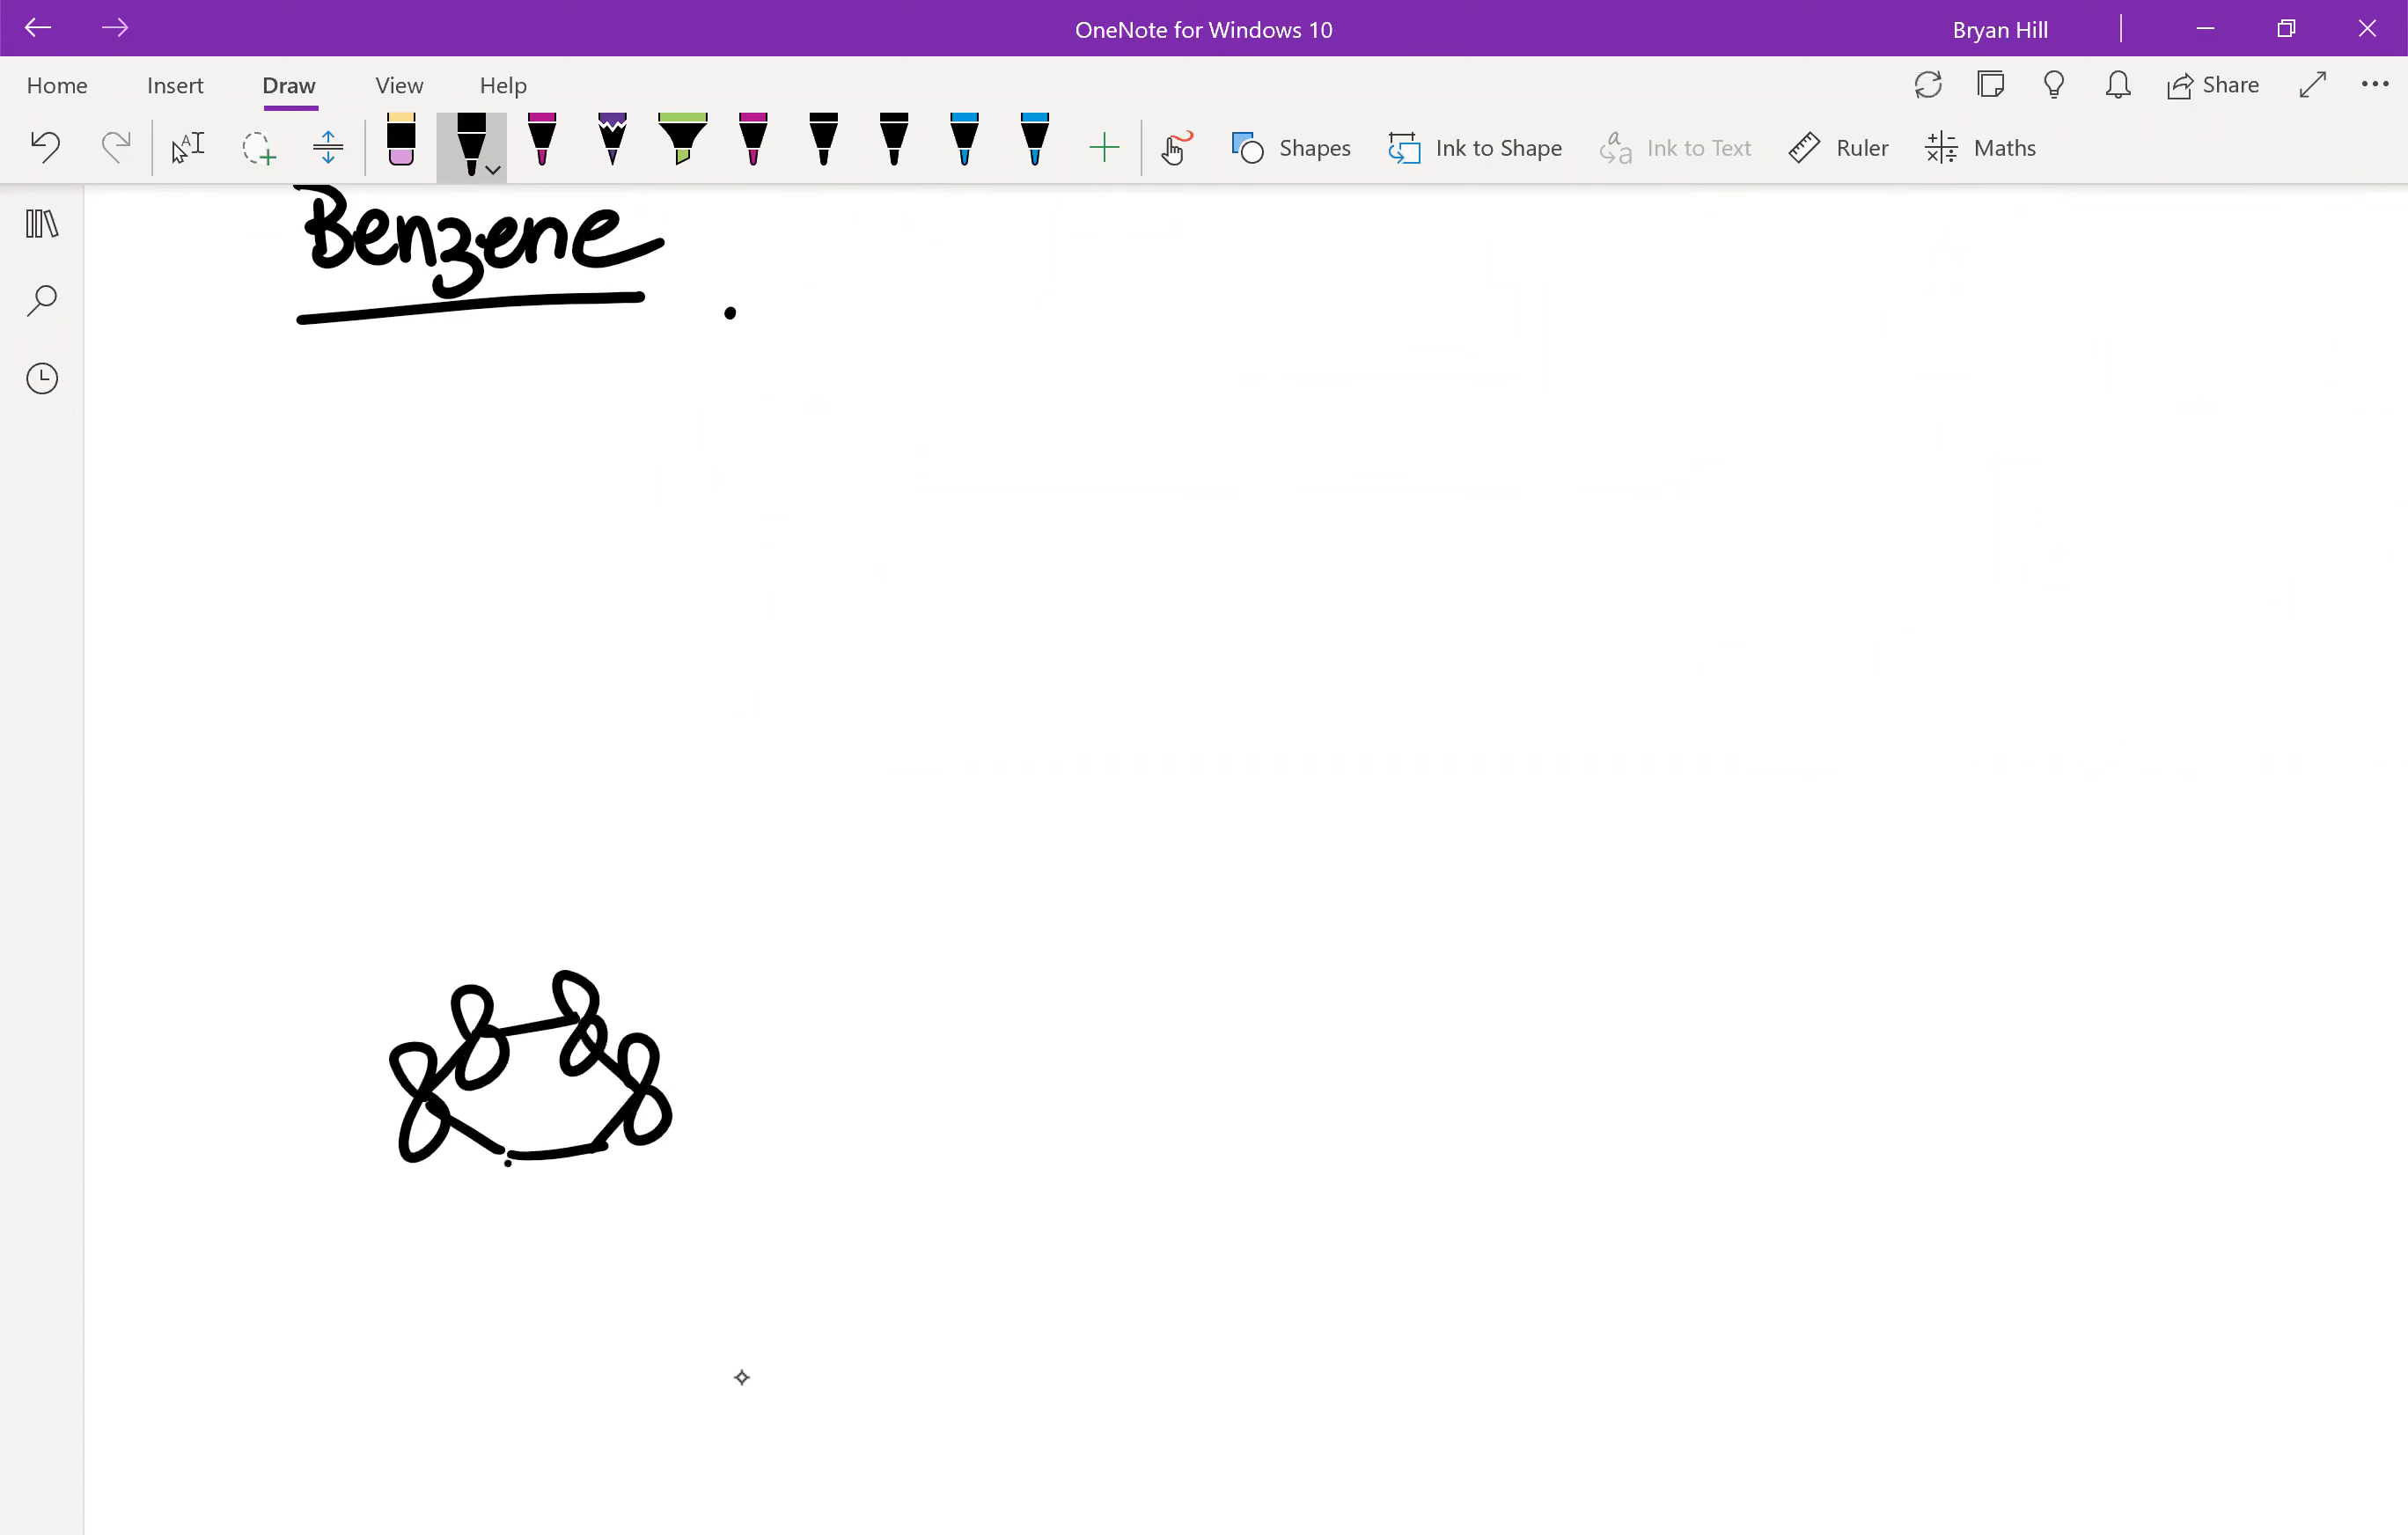 OneNote for Windows 10 Bryan Hill
Home Insert Draw View Help Share
Shapes Ink to Shape Ink to Text Ruler Maths
Benzene